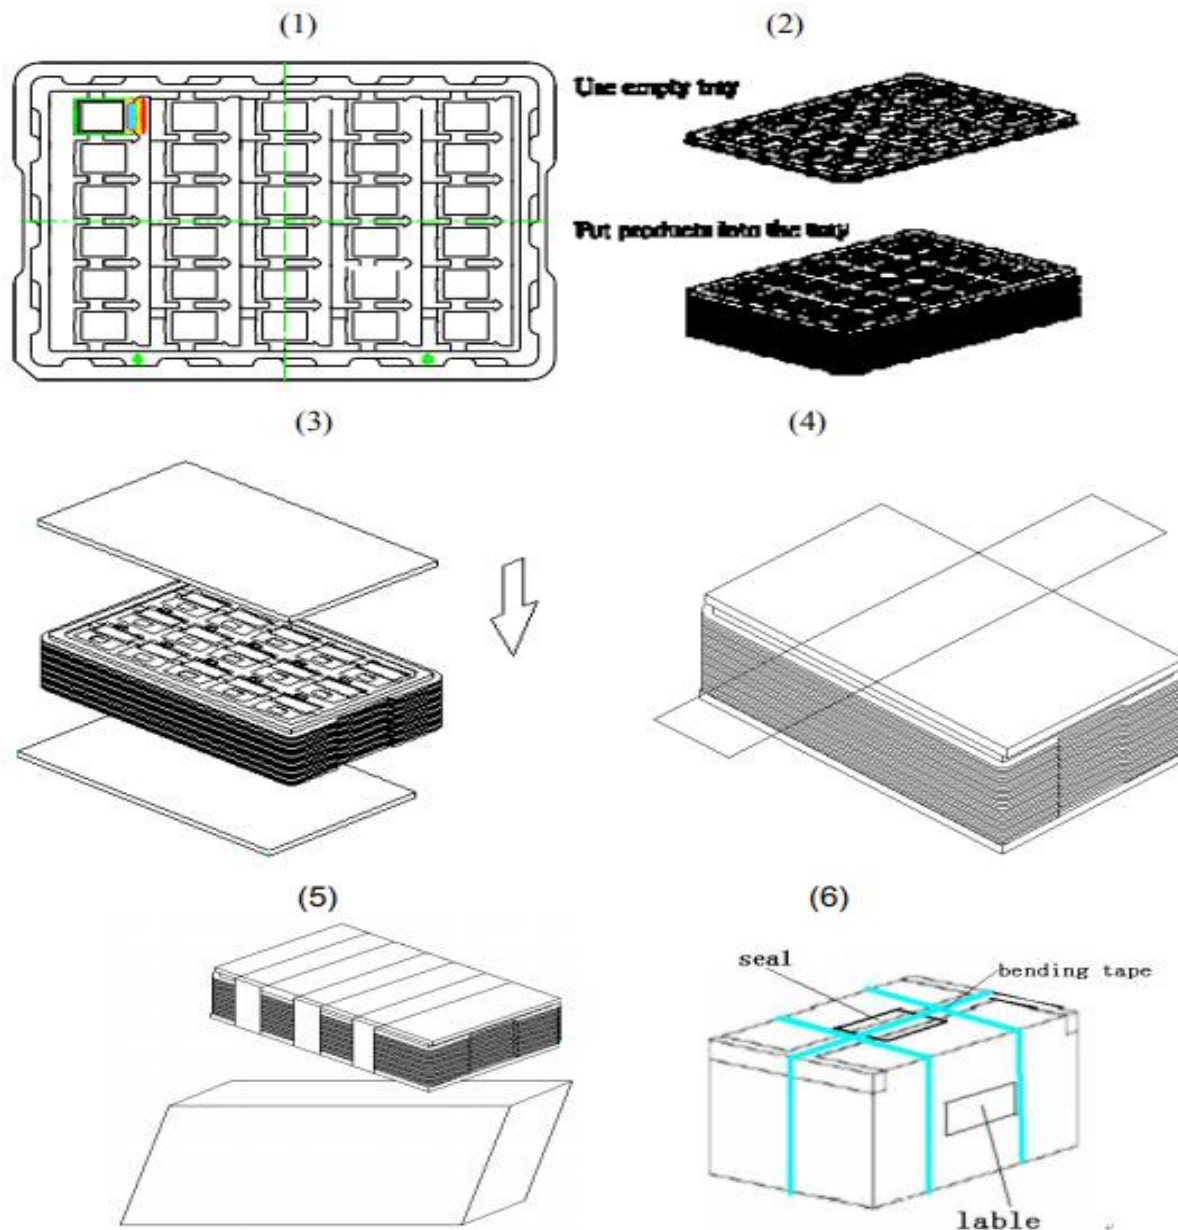 (1)
(2)
Use empty tray
Put products into the tray
(3)
(4)
(5)
(6)
seal
bending tape
lable